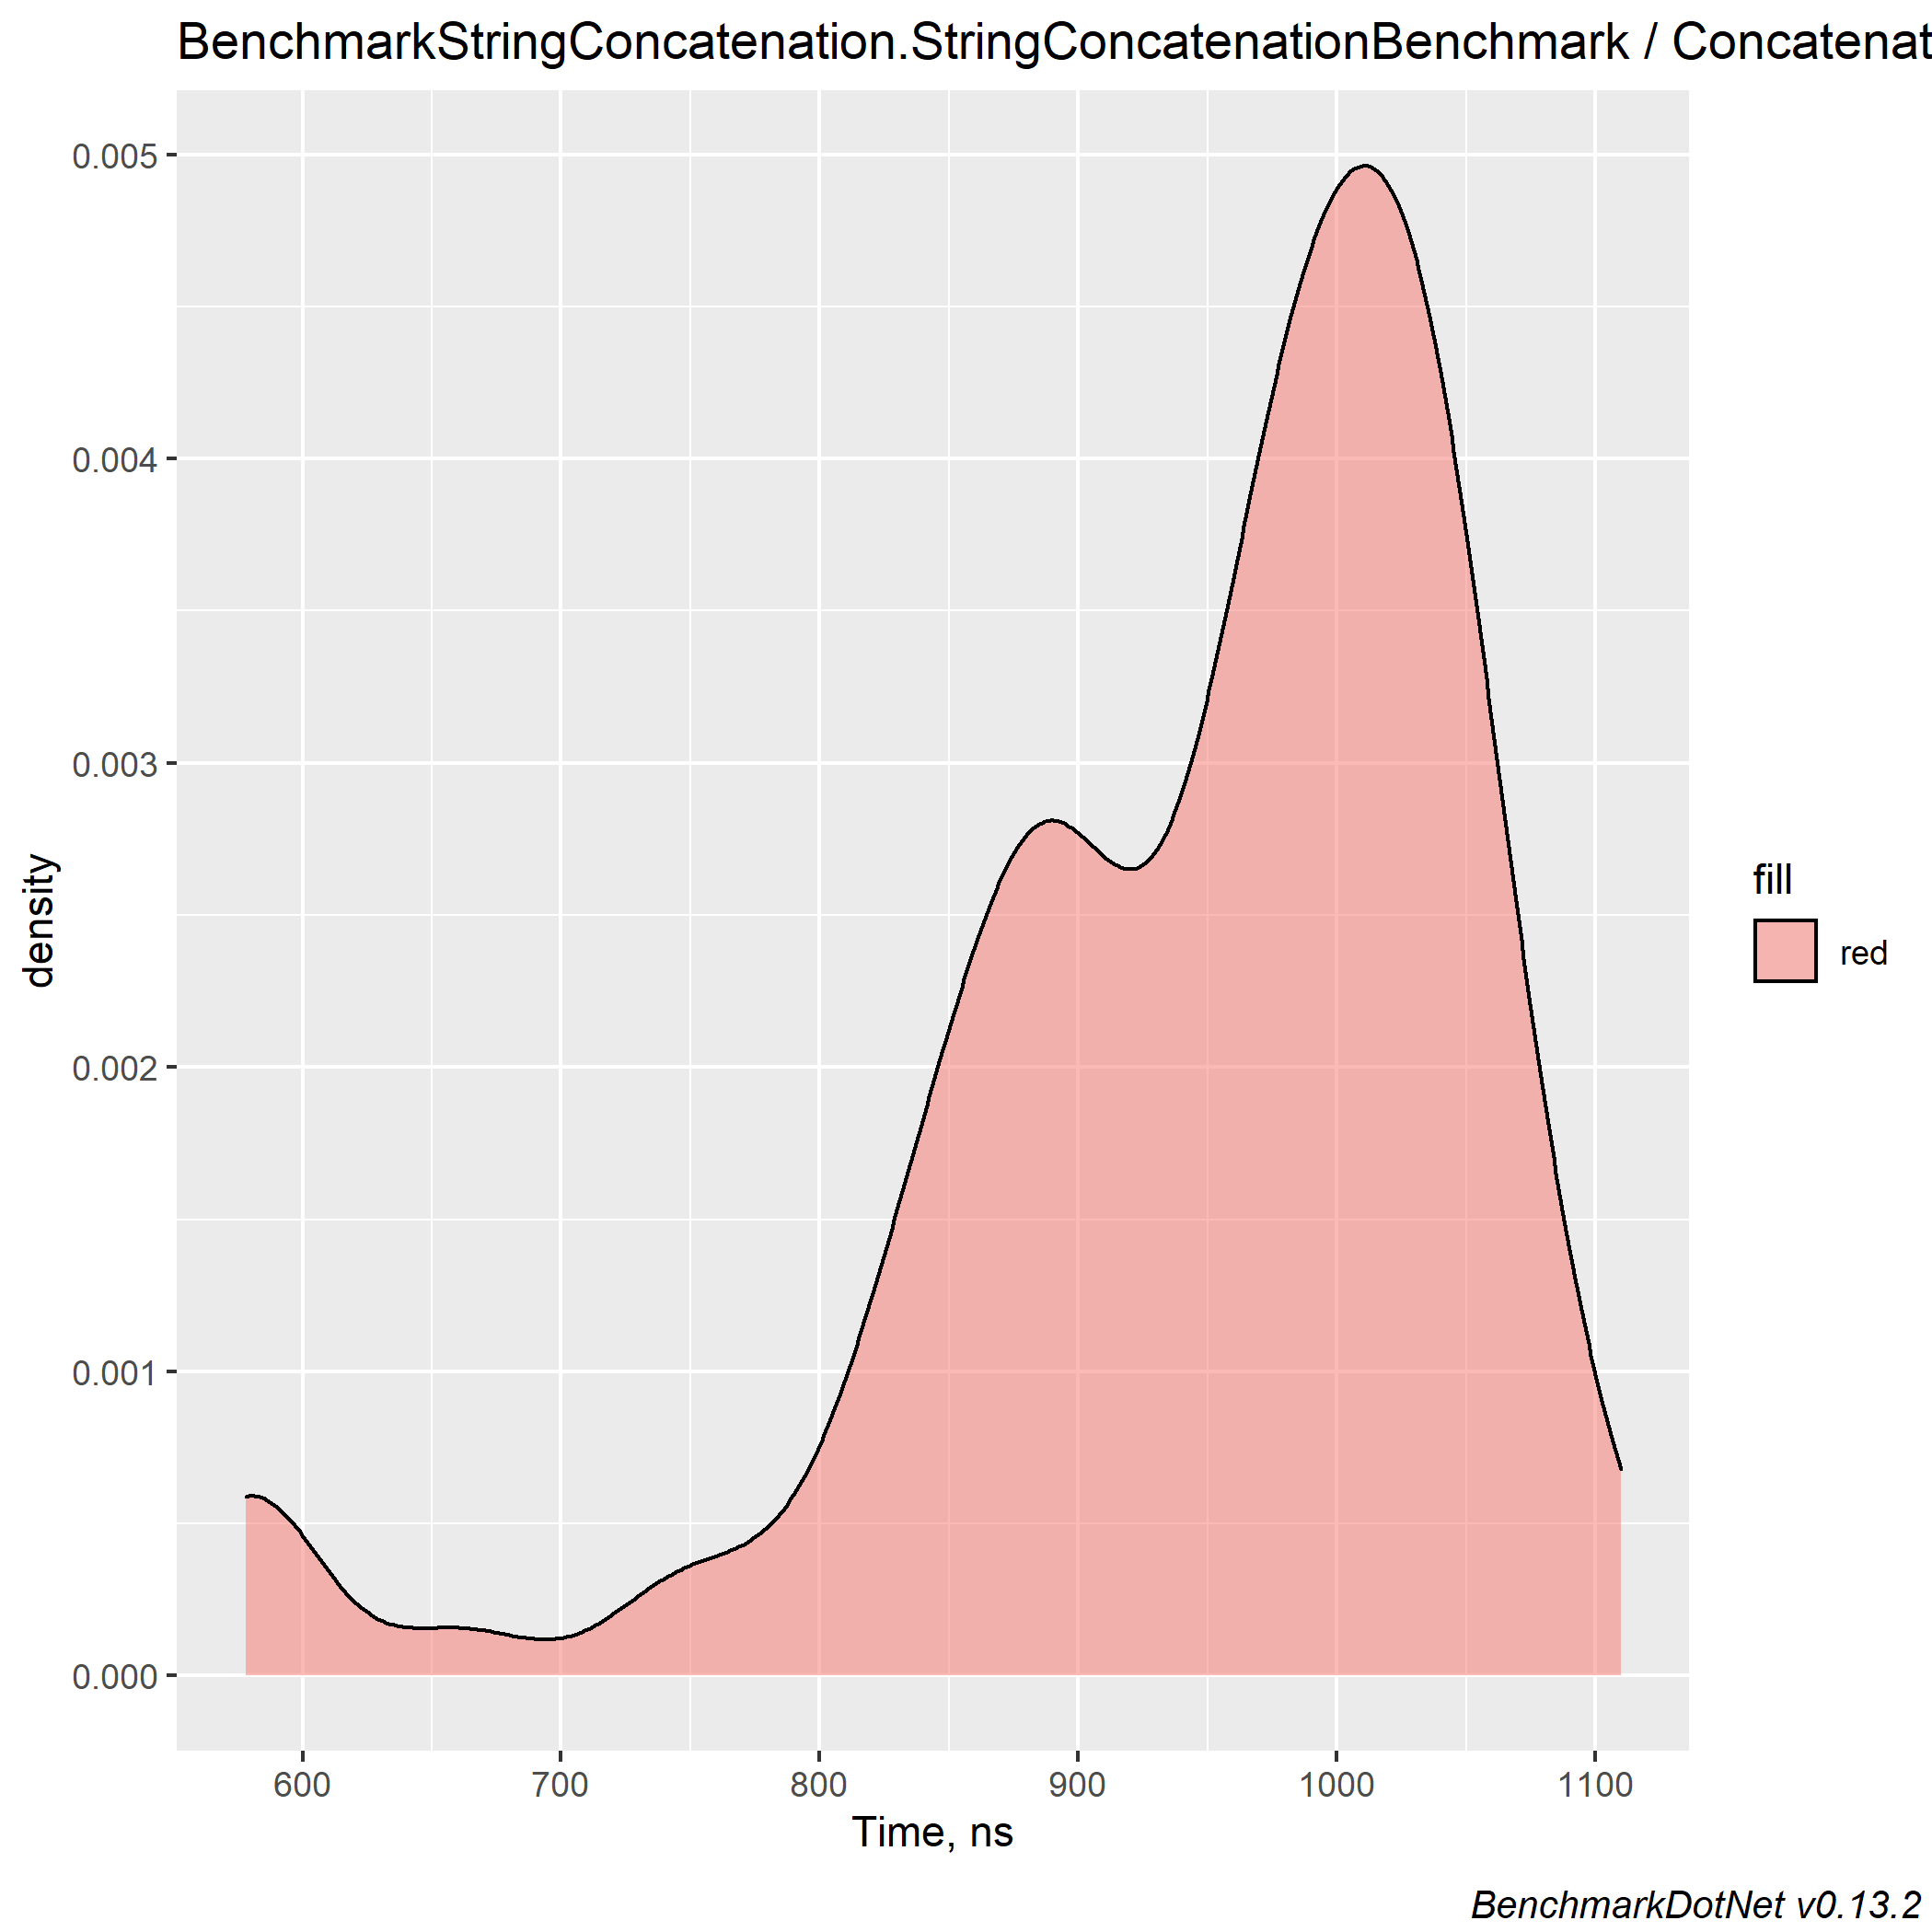 BenchmarkStringConcatenation.StringConcatenationBenchmark / Concatenat
0.005
0.004
0.003
0.002
0.001
0.000
density
600 700 800 900 1000 1100
Time, ns
fill
red
BenchmarkDotNet v0.13.2